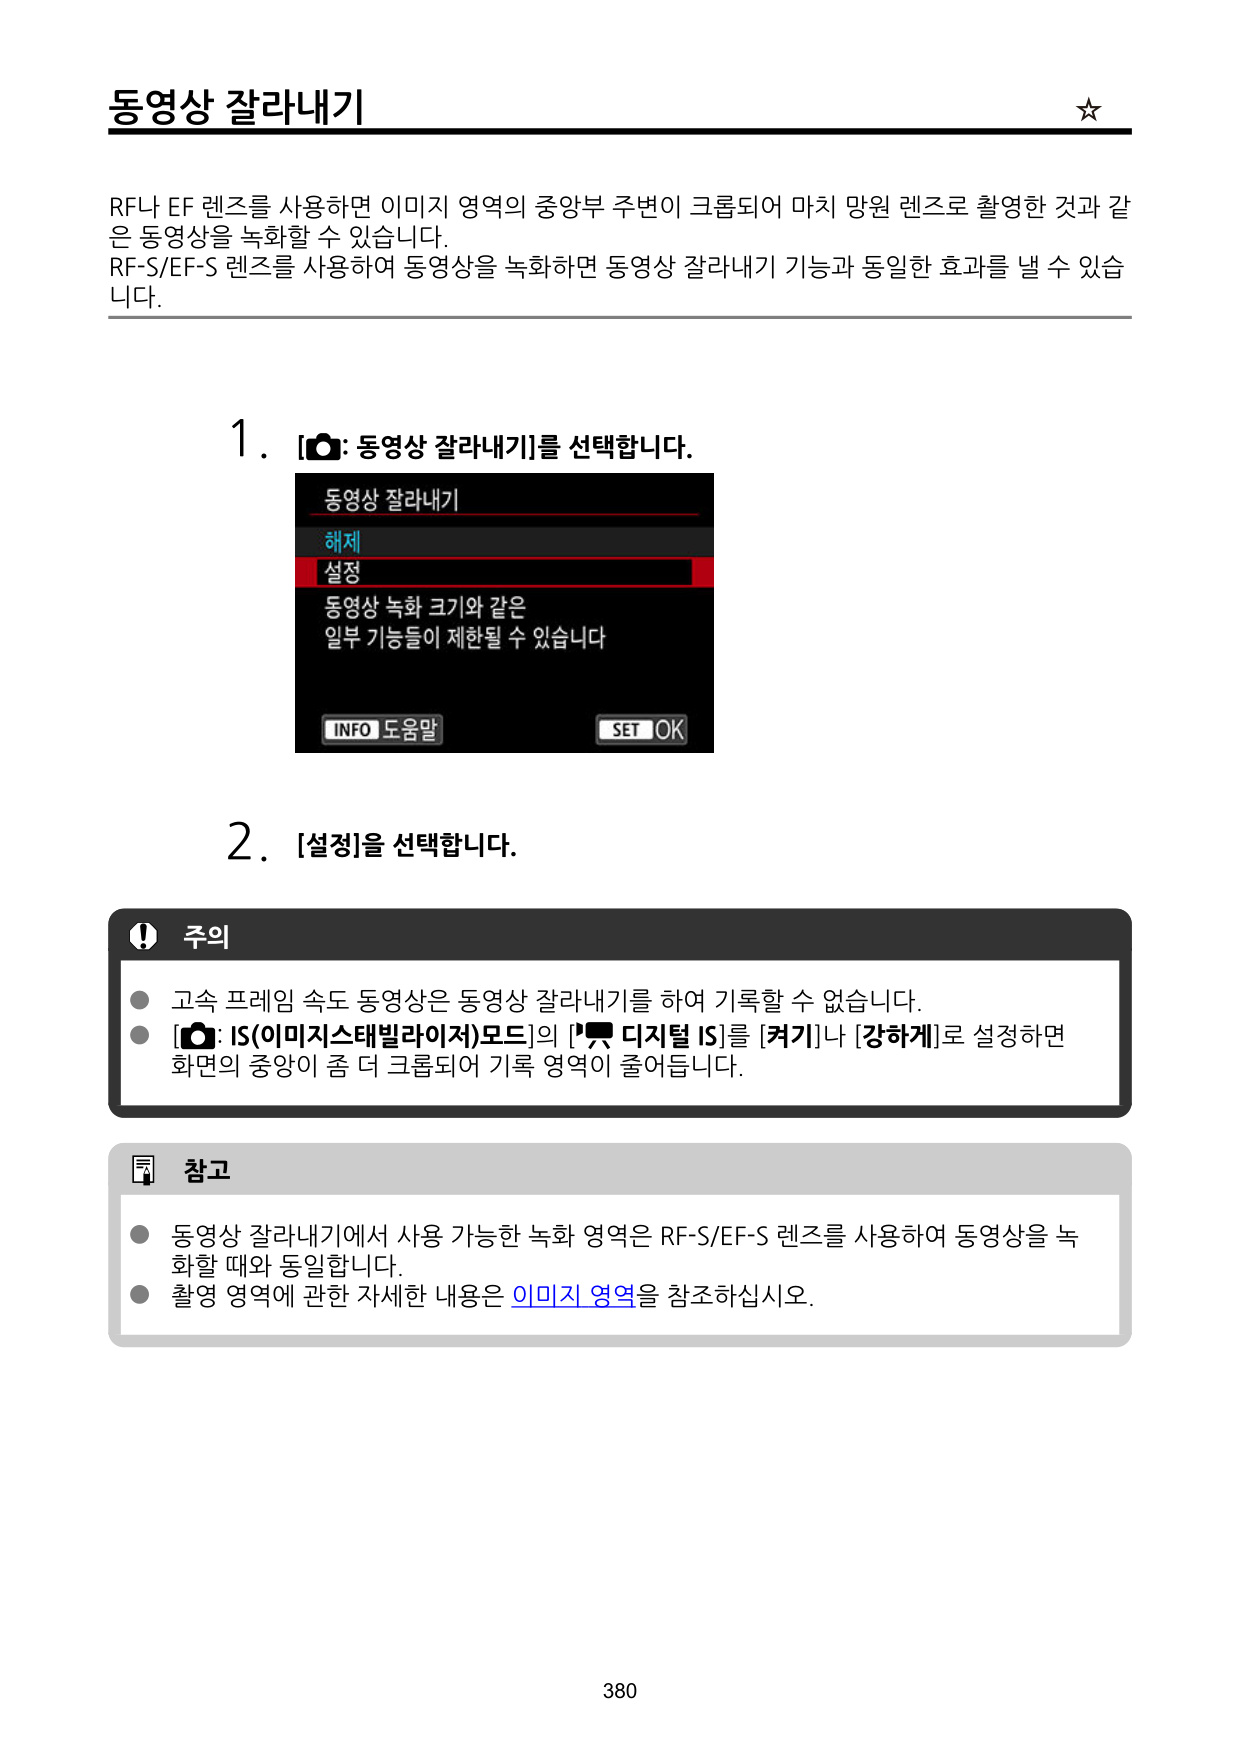 동영상 잘라내기 ☆
RF나 EF 렌즈를 사용하면 이미지 영역의 중앙부 주변이 크롭되어 마치 망원 렌즈로 촬영한 것과 같
은 동영상을 녹화할 수 있습니다.
RF-S/EF-S 렌즈를 사용하여 동영상을 녹화하면 동영상 잘라내기 기능과 동일한 효과를 낼 수 있습
니다.
1. [: 동영상 잘라내기]를 선택합니다.
동영상 잘라내기
해제
설정
동영상 녹화 크기와 같은
일부 기능들이 제한될 수 있습니다
INFO 도움말 SET OK
2. [설정]을 선택합니다.
주의
● 고속 프레임 속도 동영상은 동영상 잘라내기를 하여 기록할 수 없습니다.
● [: IS(이미지스태빌라이저)모드]의 [ 디지털 IS]를 [켜기]나 [강하게]로 설정하면
화면의 중앙이 좀 더 크롭되어 기록 영역이 줄어듭니다.
참고
● 동영상 잘라내기에서 사용 가능한 녹화 영역은 RF-S/EF-S 렌즈를 사용하여 동영상을 녹
화할 때와 동일합니다.
● 촬영 영역에 관한 자세한 내용은 이미지 영역을 참조하십시오.
380